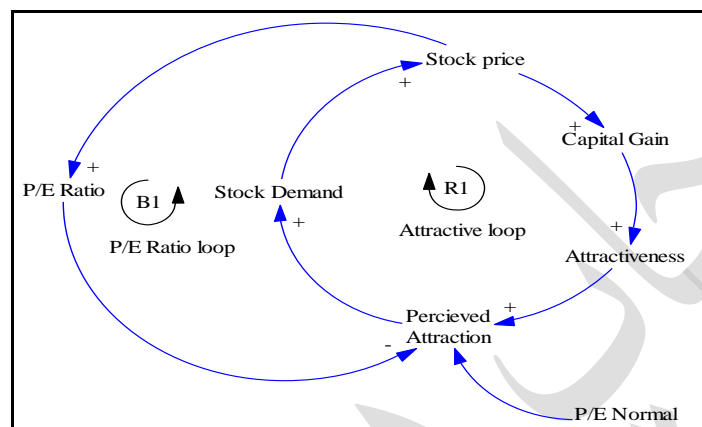 Stock price
+
+
Capital Gain
+
P/E Ratio
B1
Stock Demand
R1
P/E Ratio loop
+
Attractive loop
+
Attractiveness
+
Percieved
Attraction
-
P/E Normal